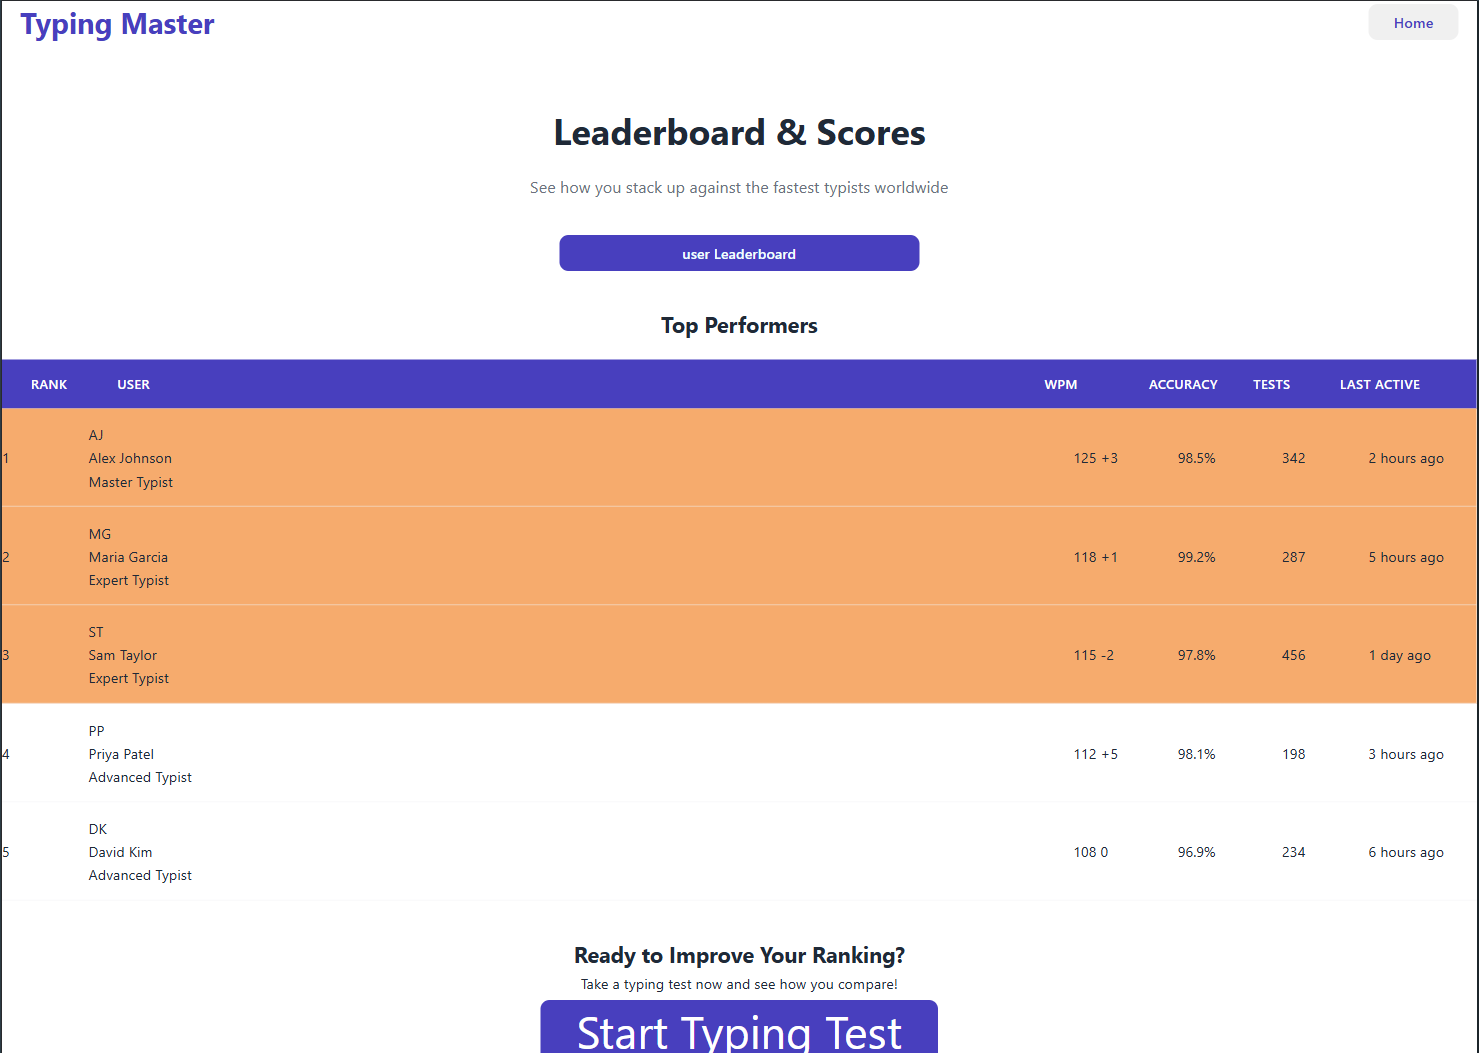 Typing Master
Home
Leaderboard & Scores
See how you stack up against the fastest typists worldwide
user Leaderboard
Top Performers
RANK USER WPM ACCURACY TESTS LAST ACTIVE
AJ
1 Alex Johnson 125 +3 98.5% 342 2 hours ago
Master Typist
MG
2 Maria Garcia 118 +1 99.2% 287 5 hours ago
Expert Typist
ST
3 Sam Taylor 115 -2 97.8% 456 1 day ago
Expert Typist
PP
4 Priya Patel 112 +5 98.1% 198 3 hours ago
Advanced Typist
DK
5 David Kim 108 0 96.9% 234 6 hours ago
Advanced Typist
Ready to Improve Your Ranking?
Take a typing test now and see how you compare!
Start Typing Test